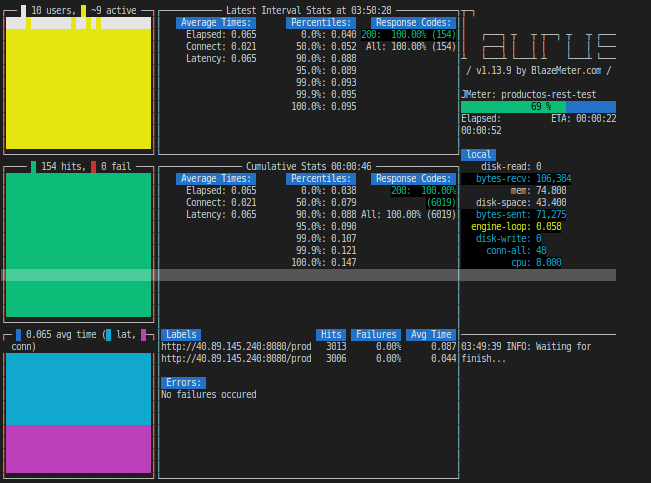 10 users, ~9 active
Latest Interval Stats at 03:50:28
Average Times: Percentiles: Response Codes:
Elapsed: 0.065 0.0%: 0.040 200: 100.00% (154)
Connect: 0.021 50.0%: 0.052 All: 100.00% (154)
Latency: 0.065 90.0%: 0.088
95.0%: 0.089
99.0%: 0.093
99.9%: 0.095
100.0%: 0.095
/ v1.13.9 by BlazeMeter.com /
JMeter: productos-rest-test
69 %
Elapsed: ETA: 00:00:22
00:00:52
154 hits, 0 fail
Cumulative Stats 00:00:46
Average Times: Percentiles: Response Codes:
Elapsed: 0.065 0.0%: 0.038 200: 100.00%
Connect: 0.021 50.0%: 0.079 (6019)
Latency: 0.065 90.0%: 0.088 All: 100.00% (6019)
95.0%: 0.098
99.0%: 0.107
99.9%: 0.121
100.0%: 0.147
local
disk-read: 0
bytes-recv: 106,384
mem: 74.800
disk-space: 43.400
bytes-sent: 71,275
engine-loop: 0.058
disk-write: 0
conn-all: 48
cpu: 8.000
0.065 avg time ( lat,
conn)
Labels Hits Failures Avg Time
http://40.89.145.240:8080/prod 3013 0.00% 0.087
http://40.89.145.240:8080/prod 3006 0.00% 0.044
Errors:
No failures occured
03:49:39 INFO: Waiting for
finish...